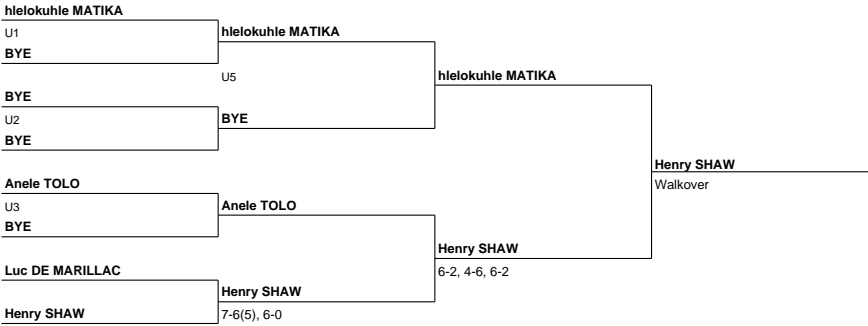 hlelokuhle MATIKA
U1
BYE
hlelokuhle MATIKA
U5
BYE
U2
BYE
BYE
hlelokuhle MATIKA
Anele TOLO
U3
BYE
Anele TOLO
Luc DE MARILLAC
Henry SHAW
Henry SHAW
7-6(5), 6-0
Henry SHAW
6-2, 4-6, 6-2
Henry SHAW
Walkover